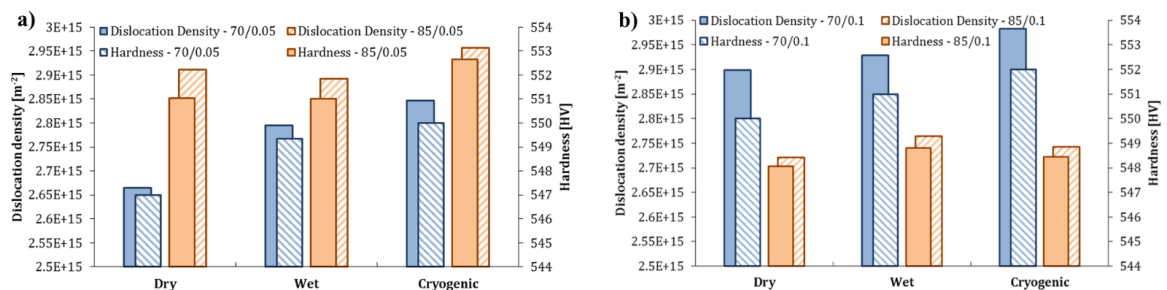 a)
Dislocation Density - 70/0.05
Dislocation Density - 85/0.05
Hardness - 70/0.05
Hardness - 85/0.05
Dislocation density [m⁻²]
3E+15
2.95E+15
2.9E+15
2.85E+15
2.8E+15
2.75E+15
2.7E+15
2.65E+15
2.6E+15
2.55E+15
2.5E+15
554
553
552
551
550
549
548
547
546
545
544
Hardness [HV]
Dry
Wet
Cryogenic
b)
Dislocation Density - 70/0.1
Dislocation Density - 85/0.1
Hardness - 70/0.1
Hardness - 85/0.1
Dislocation density [m⁻²]
3E+15
2.95E+15
2.9E+15
2.85E+15
2.8E+15
2.75E+15
2.7E+15
2.65E+15
2.6E+15
2.55E+15
2.5E+15
554
553
552
551
550
549
548
547
546
545
544
Hardness [HV]
Dry
Wet
Cryogenic